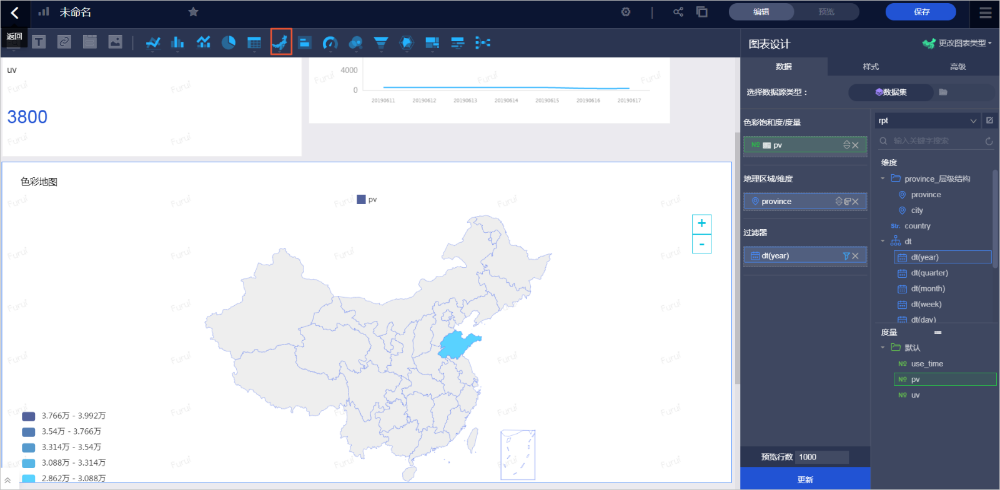 未命名
编辑
预览
保存
返回
图表设计
更改图表类型
数据
样式
高级
选择数据源类型：
数据集
uv
3800
4000
0
20190611
20190612
20190613
20190614
20190615
20190616
20190617
色彩饱和度/度量
Nº pv
地理区域/维度
province
过滤器
dt(year)
rpt
输入关键字搜索
维度
province_层级结构
province
city
Str. country
dt
dt(year)
dt(quarter)
dt(month)
dt(week)
dt(day)
度量
默认
Nº use_time
Nº pv
Nº uv
色彩地图
pv
+
-
3.766万 - 3.992万
3.54万 - 3.766万
3.314万 - 3.54万
3.088万 - 3.314万
2.862万 - 3.088万
预览行数
1000
更新
Furui